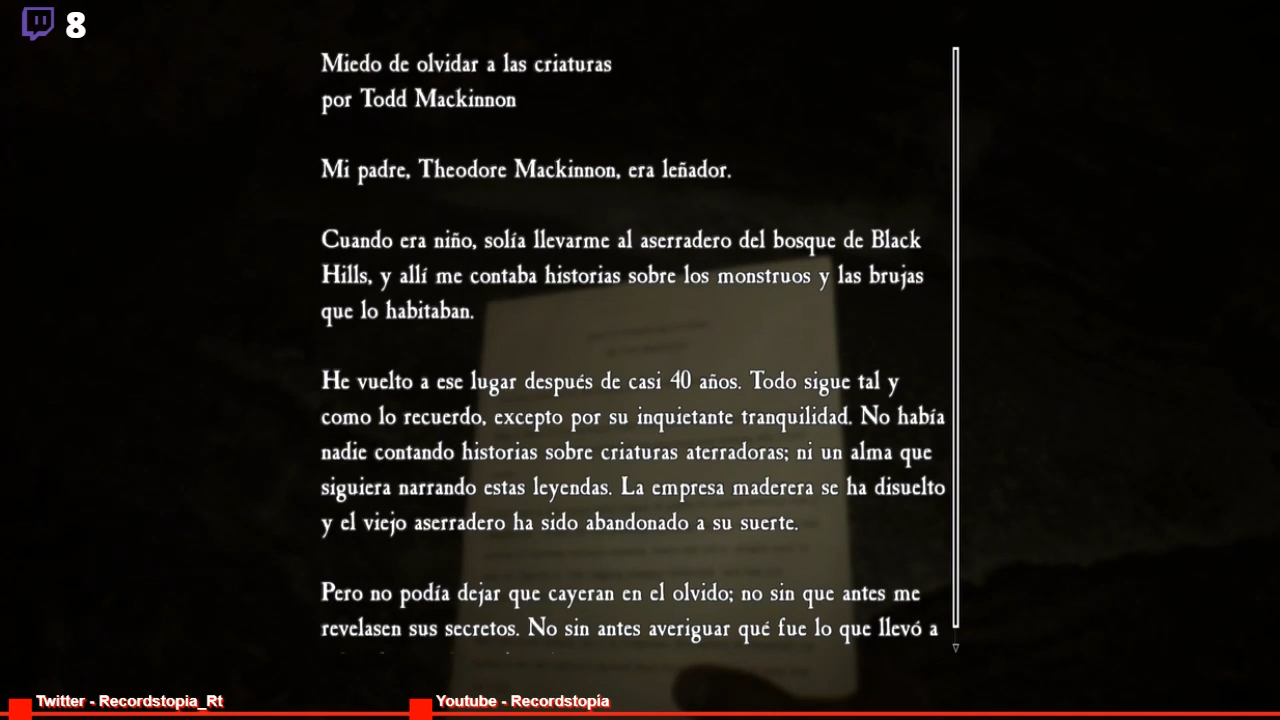 8
Miedo de olvidar a las criaturas
por Todd Mackinnon
Mi padre, Theodore Mackinnon, era leñador.
Cuando era niño, solía llevarme al aserradero del bosque de Black
Hills, y allí me contaba historias sobre los monstruos y las brujas
que lo habitaban.
He vuelto a ese lugar después de casi 40 años. Todo sigue tal y
como lo recuerdo, excepto por su inquietante tranquilidad. No había
nadie contando historias sobre criaturas aterradoras; ni un alma que
siguiera narrando estas leyendas. La empresa maderera se ha disuelto
y el viejo aserradero ha sido abandonado a su suerte.
Pero no podía dejar que cayeran en el olvido; no sin que antes me
revelasen sus secretos. No sin antes averiguar qué fue lo que llevó a
Twitter - Recordstopia_Rt
Youtube - Recordstopía